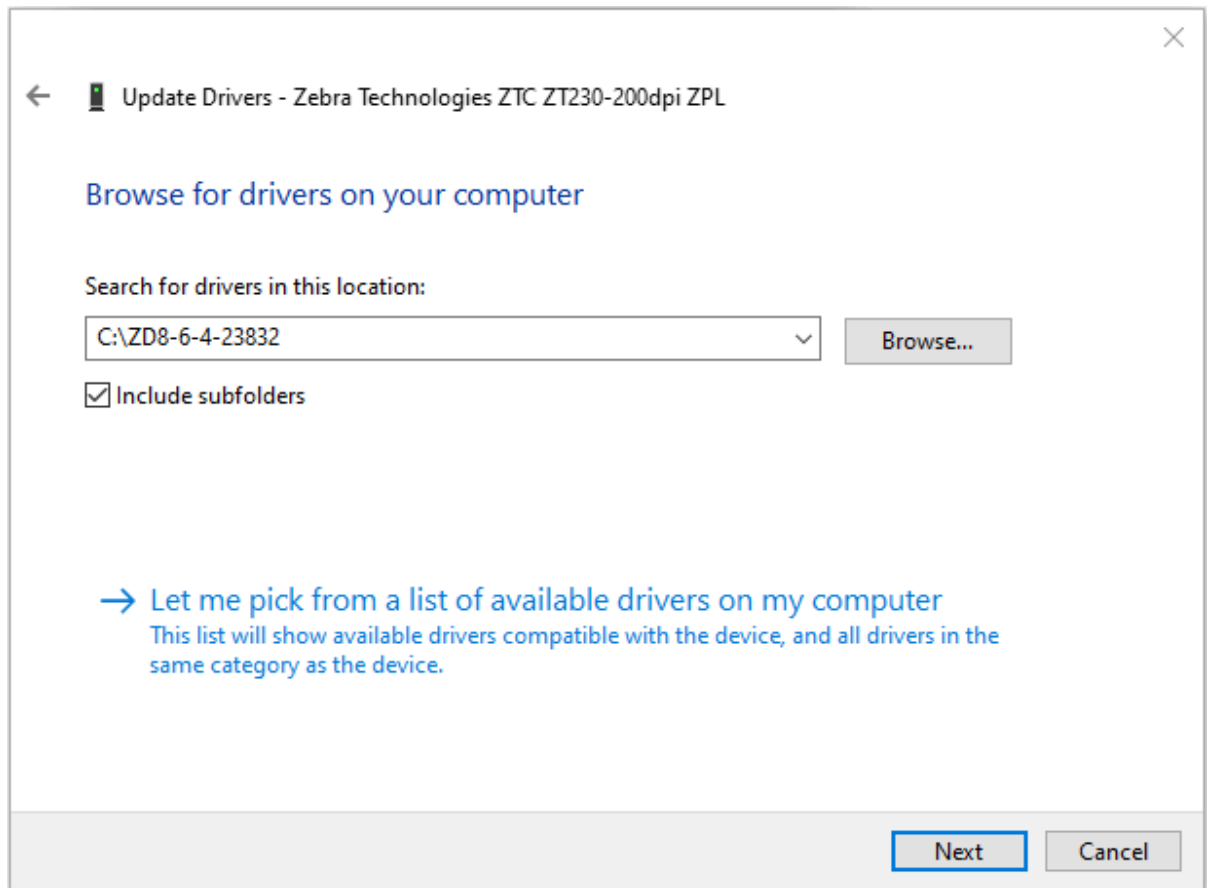 Update Drivers - Zebra Technologies ZTC ZT230-200dpi ZPL
Browse for drivers on your computer
Search for drivers in this location:
C:\ZD8-6-4-23832
Browse...
Include subfolders
Let me pick from a list of available drivers on my computer
This list will show available drivers compatible with the device, and all drivers in the
same category as the device.
Next
Cancel